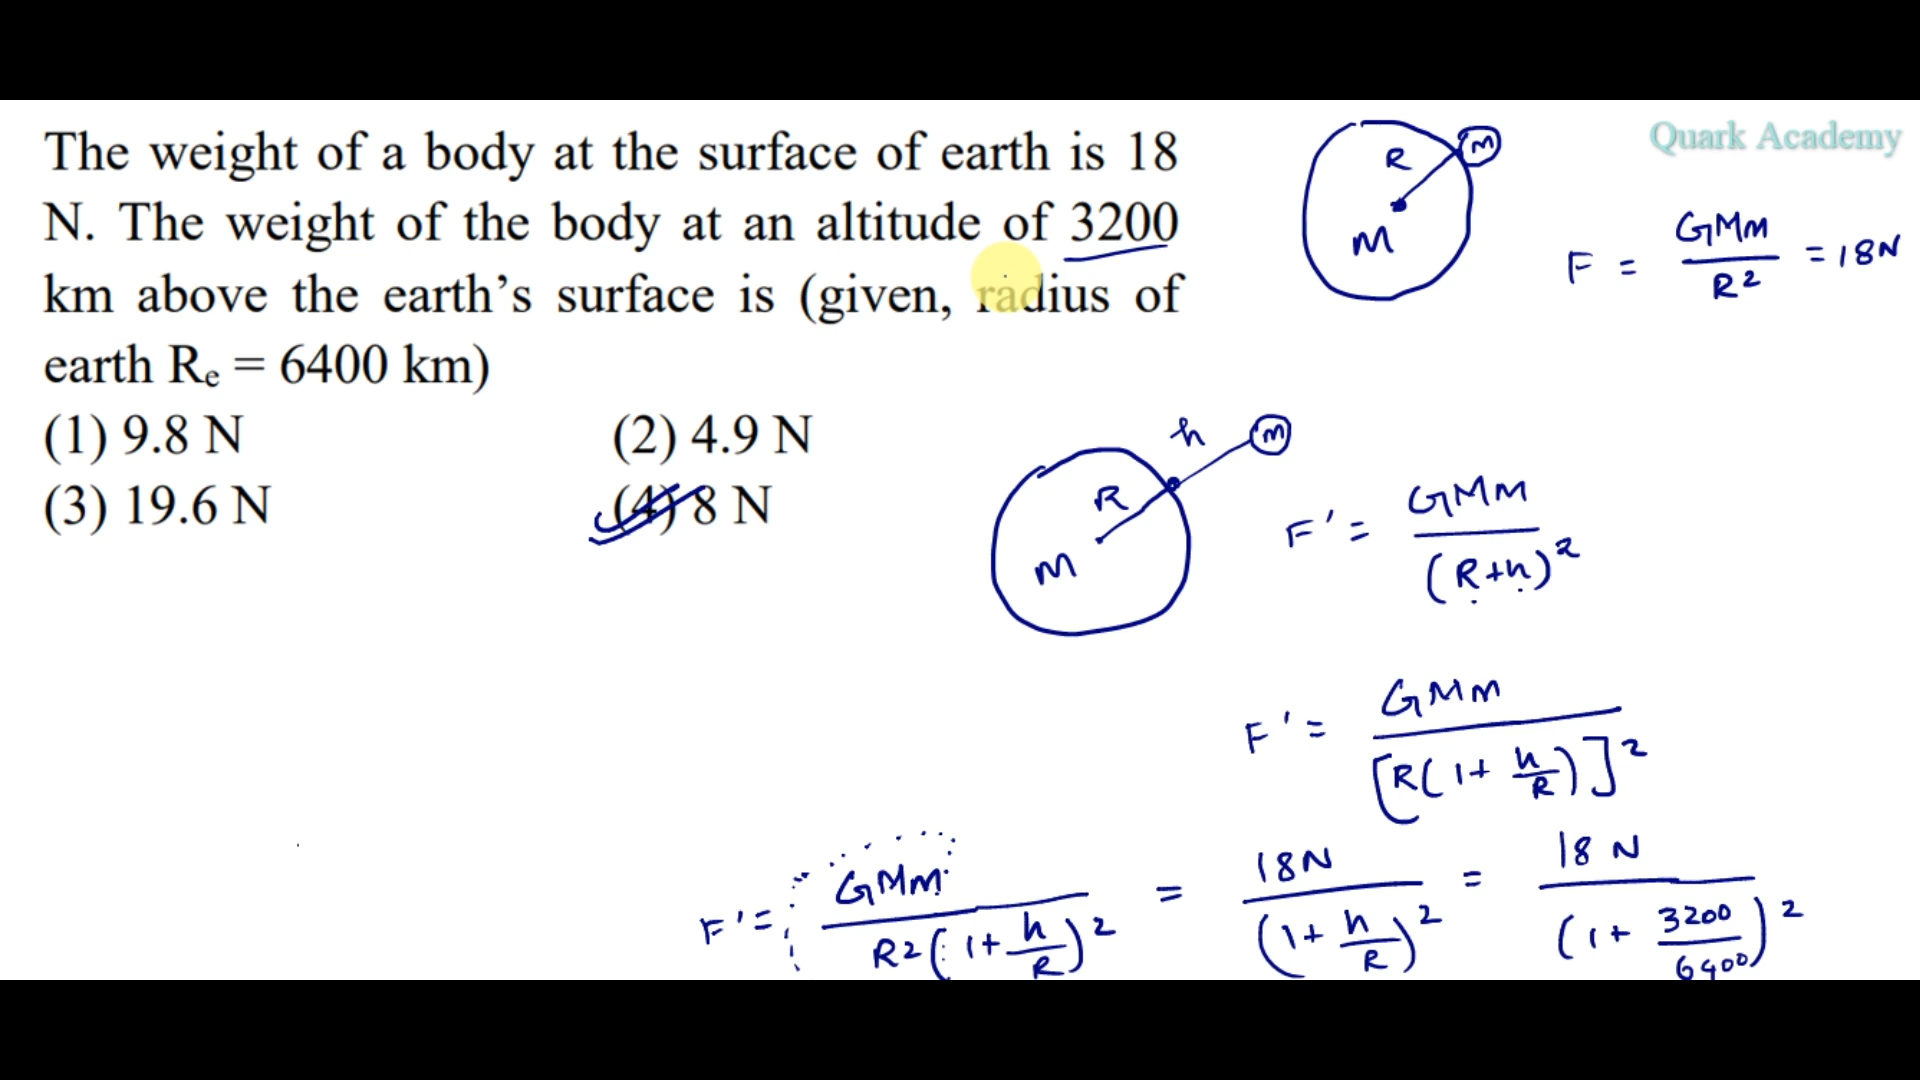 The weight of a body at the surface of earth is 18
N. The weight of the body at an altitude of 3200
km above the earth's surface is (given, radius of
earth Rₑ = 6400 km)
(1) 9.8 N (2) 4.9 N
(3) 19.6 N (4) 8 N
Quark Academy
R m
M
F = GMm / R² = 18N
h m
R
M
F' = GMm / (R+h)²
F' = GMm / [R(1 + h/R)]²
F' = GMm / R²(1 + h/R)² = 18N / (1 + h/R)² = 18 N / (1 + 3200/6400)²